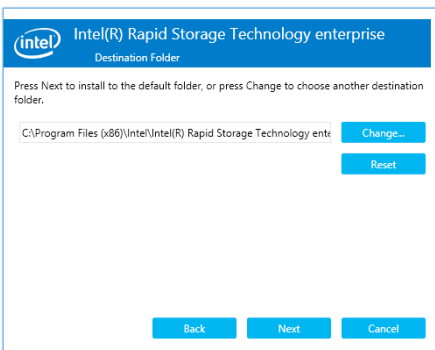 intel Intel(R) Rapid Storage Technology enterprise
Destination Folder
Press Next to install to the default folder, or press Change to choose another destination
folder.
C:\Program Files (x86)\Intel\Intel(R) Rapid Storage Technology ente
Change...
Reset
Back Next Cancel